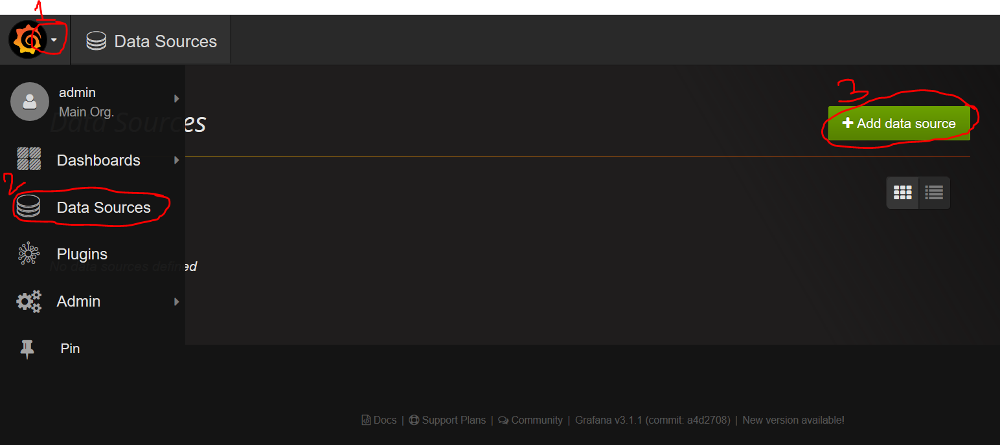 1
Data Sources
admin
Main Org.
Data Sources
3
+ Add data source
Dashboards
2
Data Sources
Plugins
No data sources defined
Admin
Pin
Docs | Support Plans | Community | Grafana v3.1.1 (commit: a4d2708) | New version available!